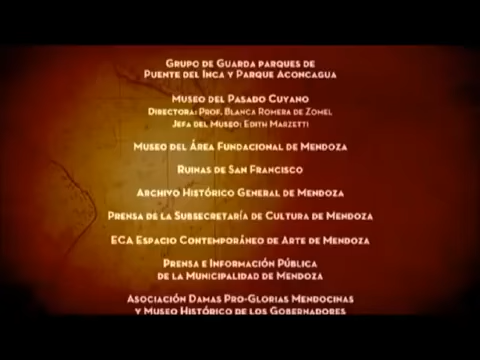 Grupo de Guarda parques de
Puente del Inca y Parque Aconcagua
Museo del Pasado Cuyano
Directora: Prof. Blanca Romera de Zonel
Jefa del Museo: Edith Marzetti
Museo del Área Fundacional de Mendoza
Ruinas de San Francisco
Archivo Histórico General de Mendoza
Prensa de la Subsecretaría de Cultura de Mendoza
ECA Espacio Contemporáneo de Arte de Mendoza
Prensa e Información Pública
de la Municipalidad de Mendoza
Asociación Damas Pro-Glorias Mendocinas
y Museo Histórico de los Gobernadores